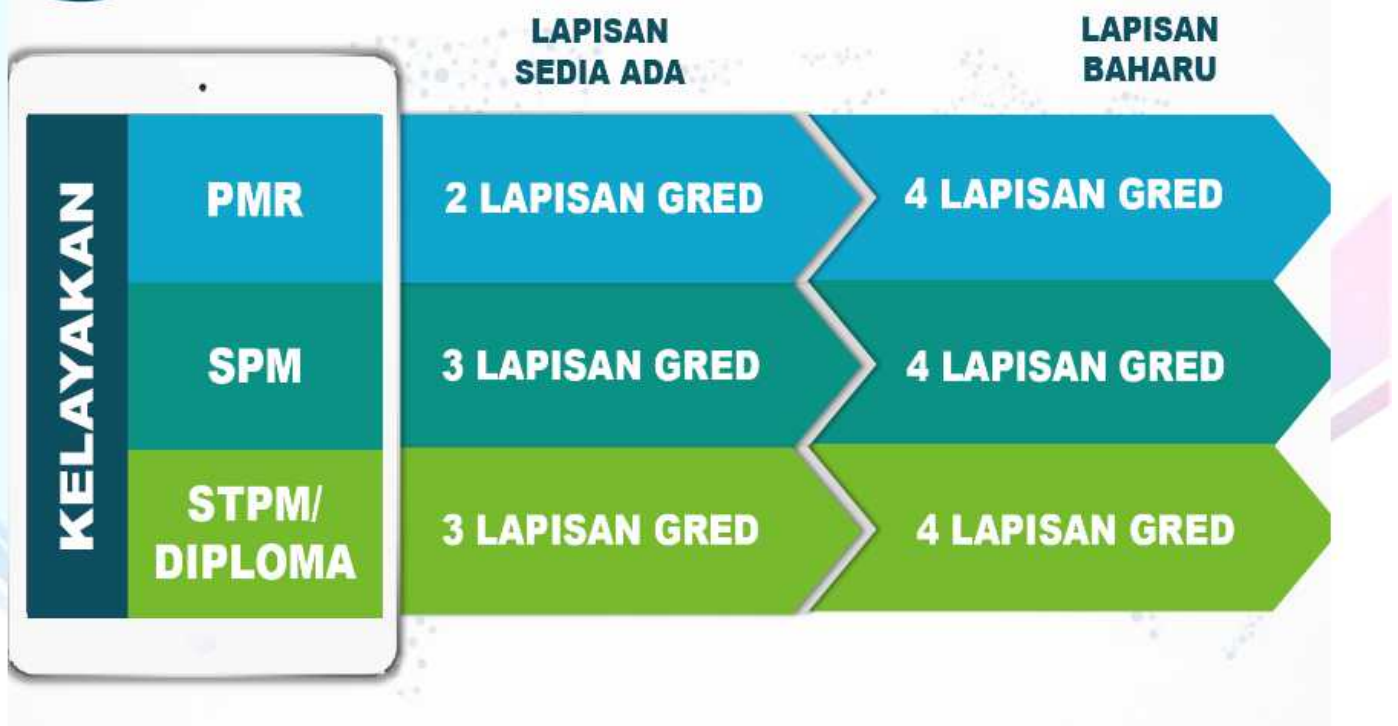 LAPISAN
SEDIA ADA
LAPISAN
BAHARU
KELAYAKAN
PMR
2 LAPISAN GRED
4 LAPISAN GRED
SPM
3 LAPISAN GRED
4 LAPISAN GRED
STPM/
DIPLOMA
3 LAPISAN GRED
4 LAPISAN GRED